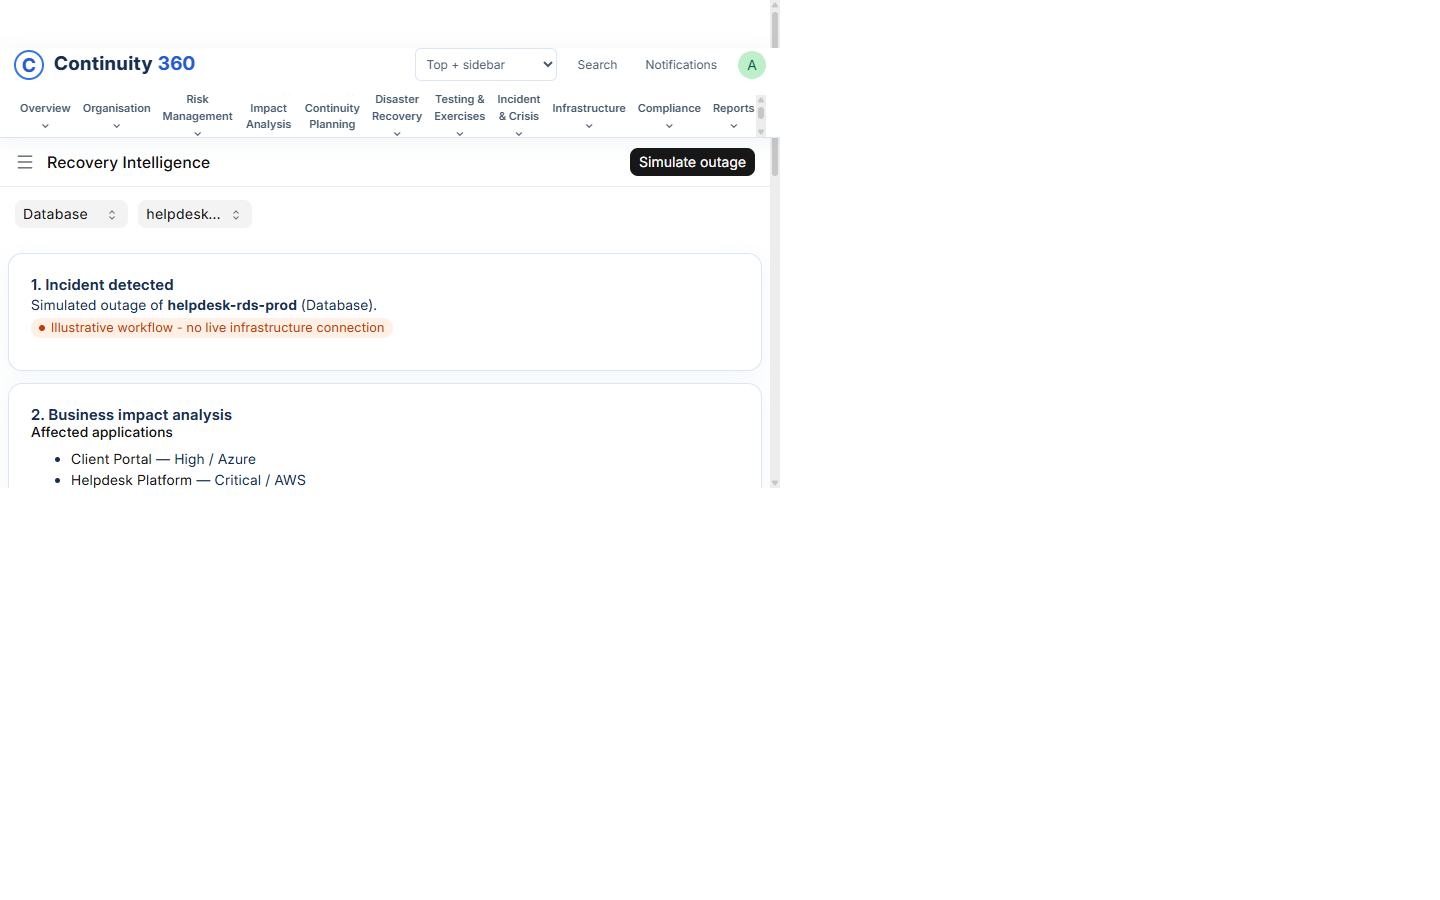 C Continuity 360
Top + sidebar
Search
Notifications
A
Overview
Organisation
Risk
Management
Impact
Analysis
Continuity
Planning
Disaster
Recovery
Testing &
Exercises
Incident
& Crisis
Infrastructure
Compliance
Reports
Recovery Intelligence
Simulate outage
Database
helpdesk...
1. Incident detected
Simulated outage of helpdesk-rds-prod (Database).
Illustrative workflow - no live infrastructure connection
2. Business impact analysis
Affected applications
• Client Portal — High / Azure
• Helpdesk Platform — Critical / AWS